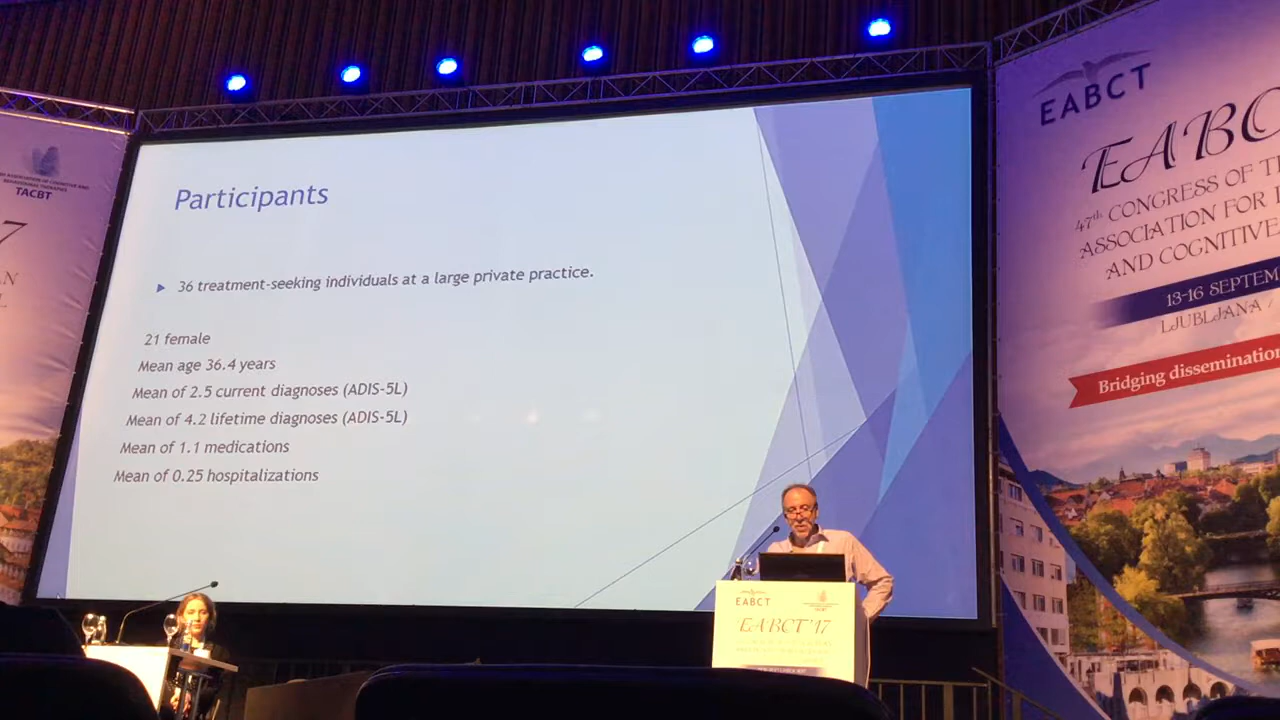 TACBT
7
Participants
36 treatment-seeking individuals at a large private practice.
21 female
Mean age 36.4 years
Mean of 2.5 current diagnoses (ADIS-5L)
Mean of 4.2 lifetime diagnoses (ADIS-5L)
Mean of 1.1 medications
Mean of 0.25 hospitalizations
EABCT
EABC
47th CONGRESS OF T
ASSOCIATION FOR
AND COGNITIVE
13-16 SEPTEM
LJUBLJANA /
Bridging dissemination
EABCT
EABCT'17